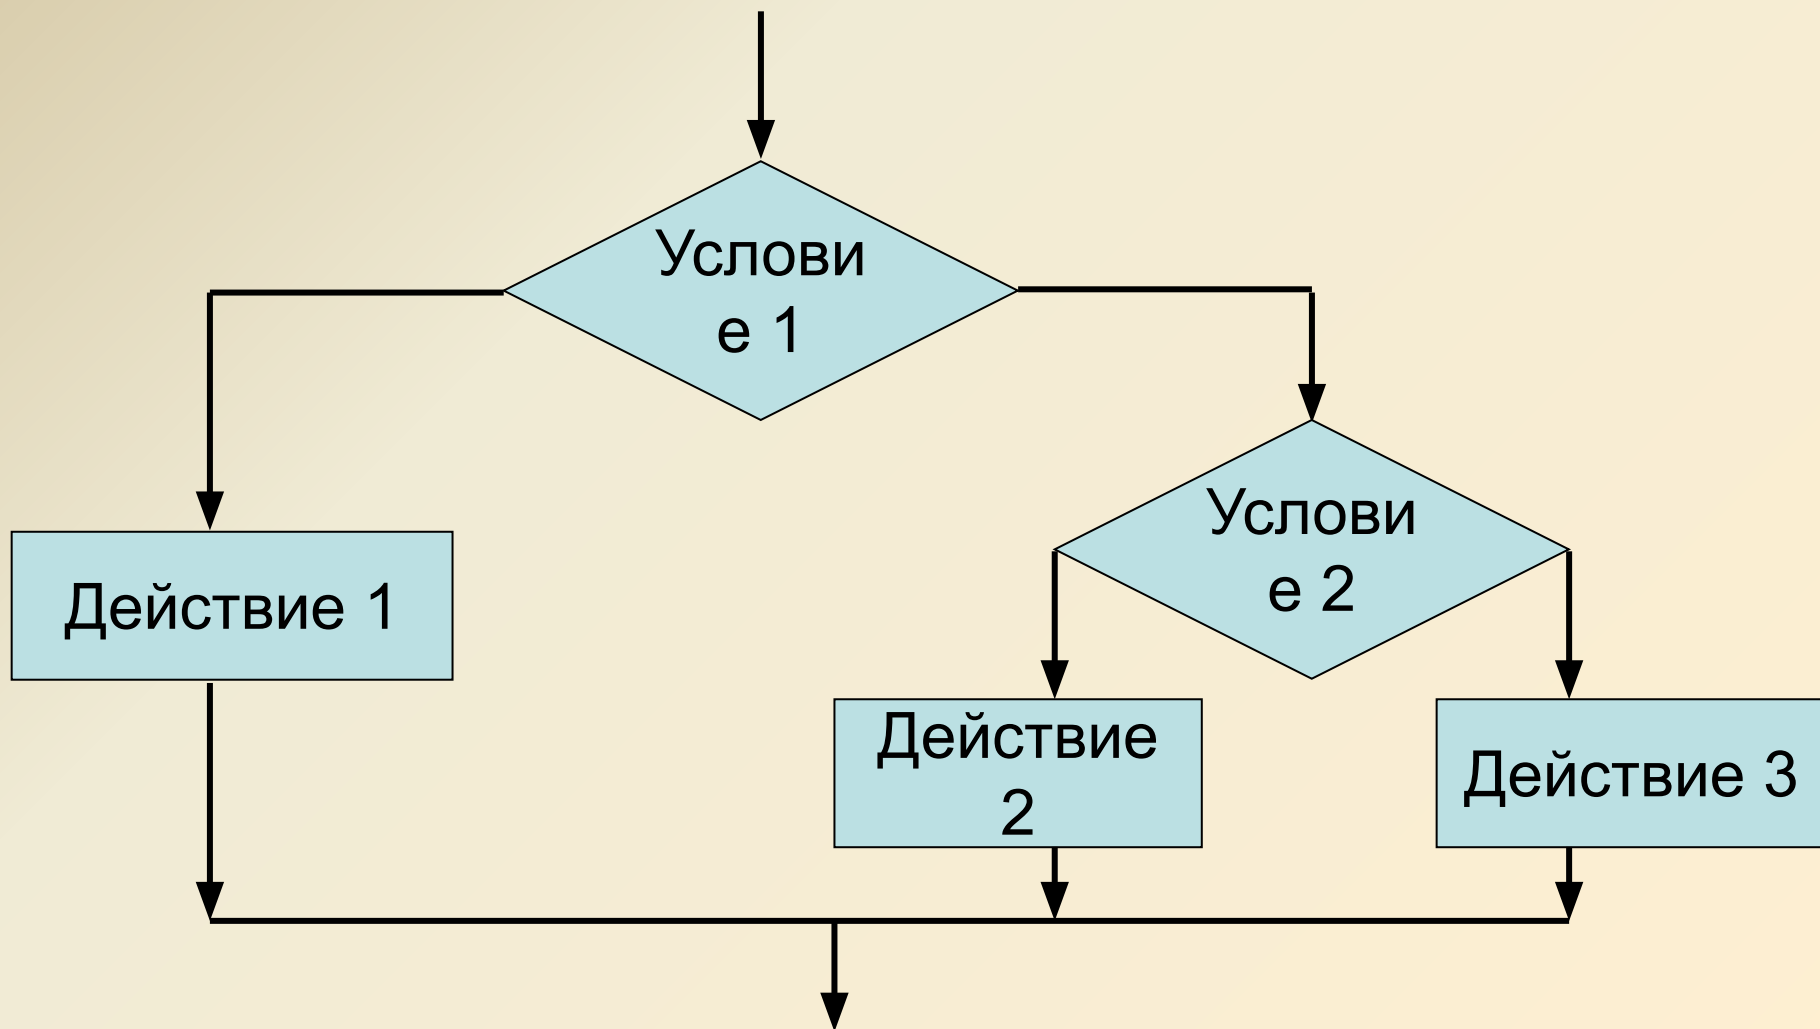 Услови
е 1
Услови
е 2
Действие 1
Действие
2
Действие 3